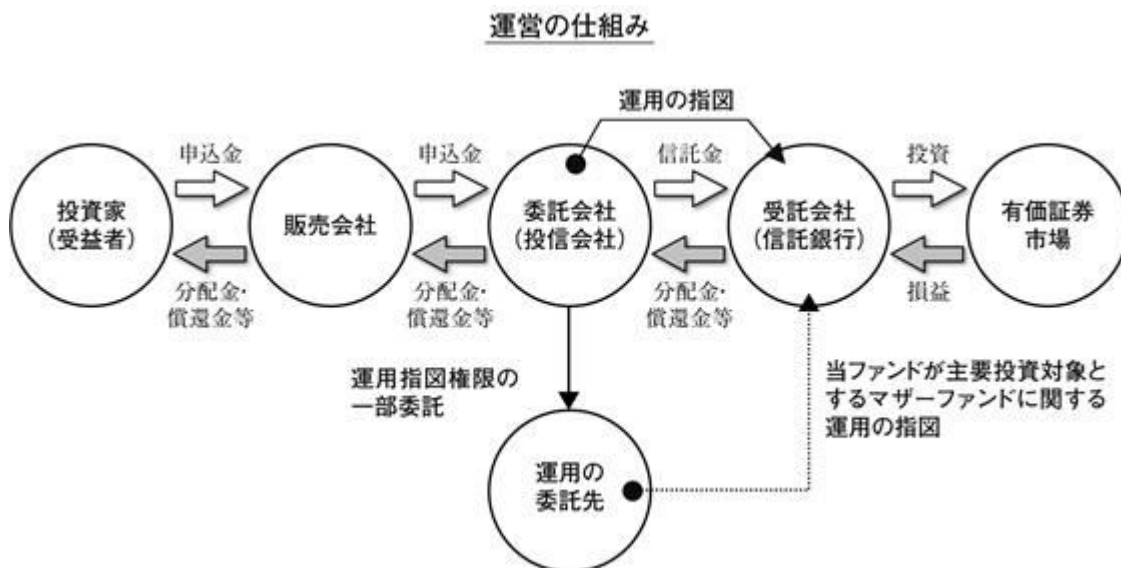 運営の仕組み
運用の指図
申込金
申込金
信託金
投資
投資家
(受益者)
販売会社
委託会社
(投信会社)
受託会社
(信託銀行)
有価証券
市場
分配金・
償還金等
分配金・
償還金等
分配金・
償還金等
損益
運用指図権限の
一部委託
当ファンドが主要投資対象と
するマザーファンドに関する
運用の指図
運用の
委託先